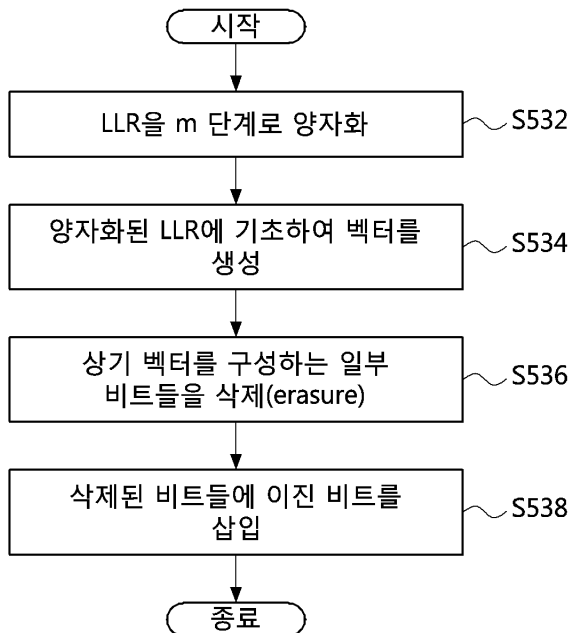 시작
LLR을 m 단계로 양자화
S532
양자화된 LLR에 기초하여 벡터를
생성
S534
상기 벡터를 구성하는 일부
비트들을 삭제(erasure)
S536
삭제된 비트들에 이진 비트를
삽입
S538
종료